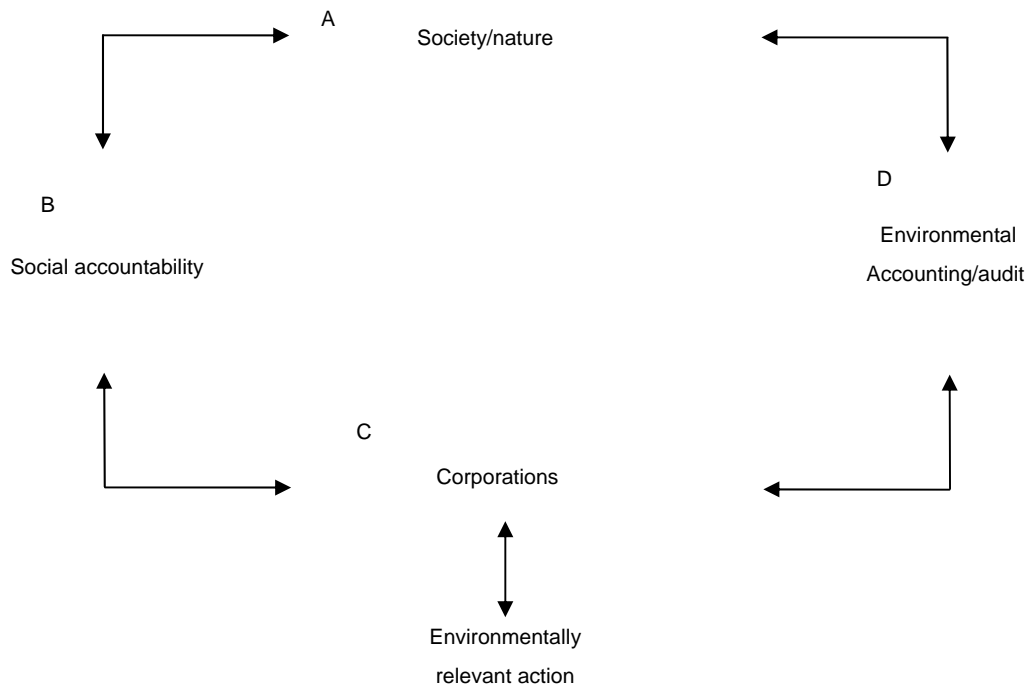 A
Society/nature
B
Social accountability
D
Environmental
Accounting/audit
C
Corporations
Environmentally
relevant action